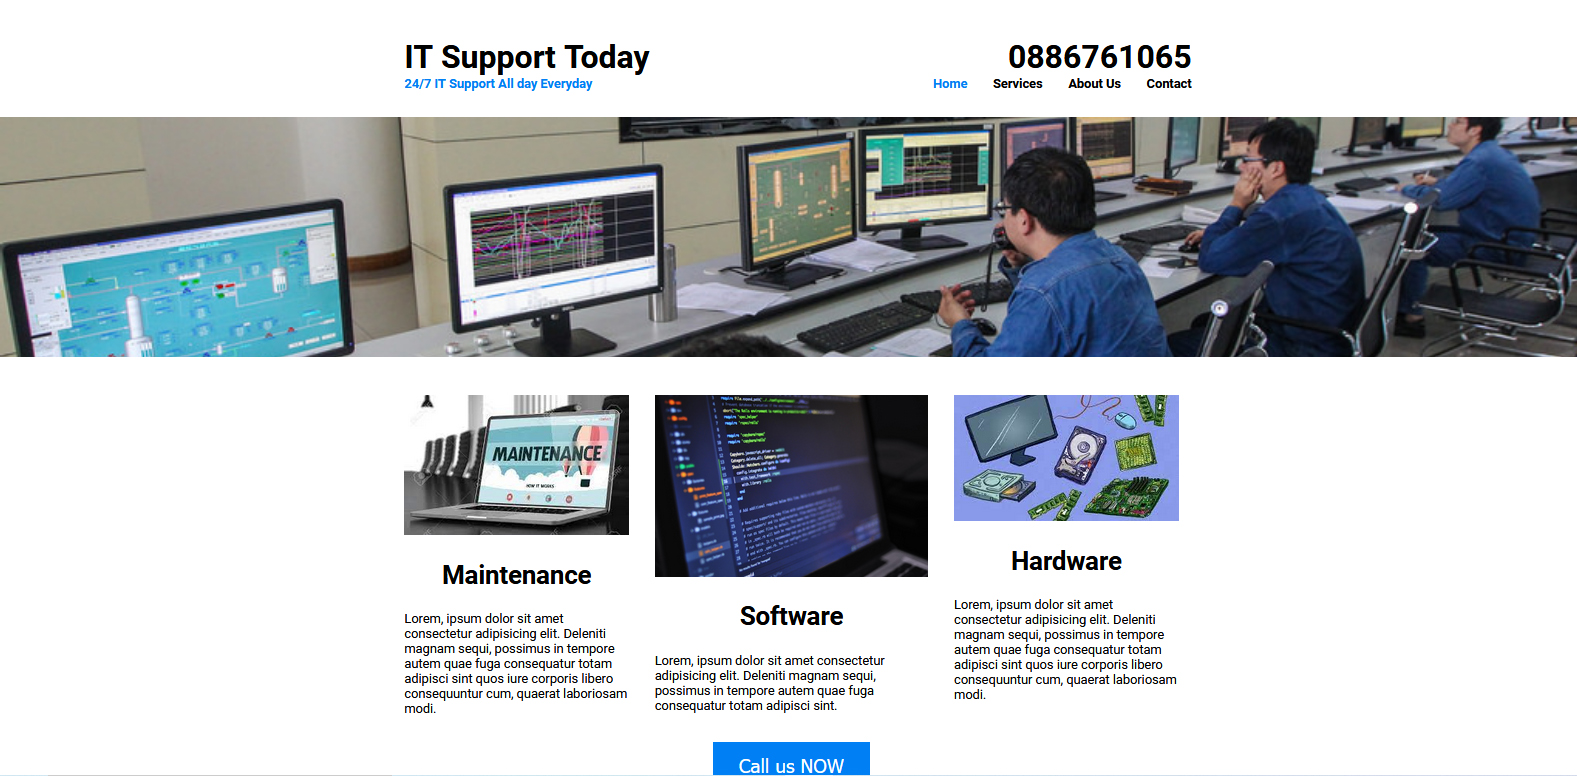 IT Support Today
0886761065
24/7 IT Support All day Everyday
Home Services About Us Contact
MAINTENANCE
HOW IT WORKS
Maintenance
Lorem, ipsum dolor sit amet
consectetur adipisicing elit. Deleniti
magnam sequi, possimus in tempore
autem quae fuga consequatur totam
adipisci sint quos iure corporis libero
consequuntur cum, quaerat laboriosam
modi.
Software
Lorem, ipsum dolor sit amet consectetur
adipisicing elit. Deleniti magnam sequi,
possimus in tempore autem quae fuga
consequatur totam adipisci sint.
Hardware
Lorem, ipsum dolor sit amet
consectetur adipisicing elit. Deleniti
magnam sequi, possimus in tempore
autem quae fuga consequatur totam
adipisci sint quos iure corporis libero
consequuntur cum, quaerat laboriosam
modi.
Call us NOW